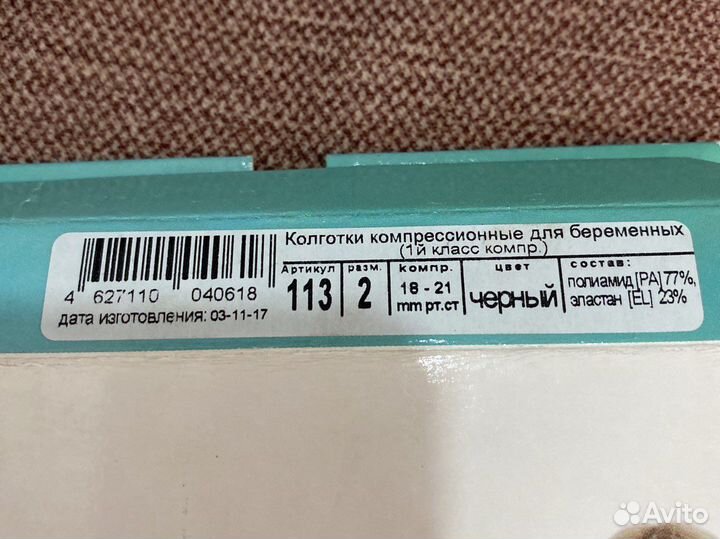 Колготки компрессионные для беременных
(1й класс компр.)
Артикул
113
разм.
2
компр.
18 - 21
mm рт.ст
цвет
черный
состав:
полиамид [PA] 77%,
эластан [EL] 23%
4 627110 040618
дата изготовления: 03-11-17
Avito